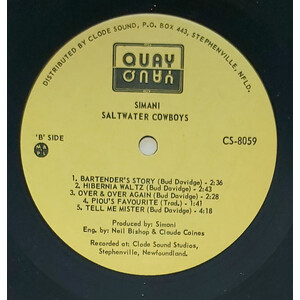 DISTRIBUTED BY CLODE SOUND, P.O. BOX 443, STEPHENVILLE, NFLD.
QUAY
QUAY
SIMANI
SALTWATER COWBOYS
'B' SIDE
CS-8059
1. BARTENDER'S STORY (Bud Davidge) - 2:36
2. HIBERNIA WALTZ (Bud Davidge) - 2:43
3. OVER & OVER AGAIN (Bud Davidge) - 2:28
4. PIOU'S FAVOURITE (Trad.) - 1:41
5. TELL ME MISTER (Bud Davidge) - 4:18
Produced by: Simani
Eng. by: Neil Bishop & Claude Caines
Recorded at: Clode Sound Studios,
Stephenville, Newfoundland.